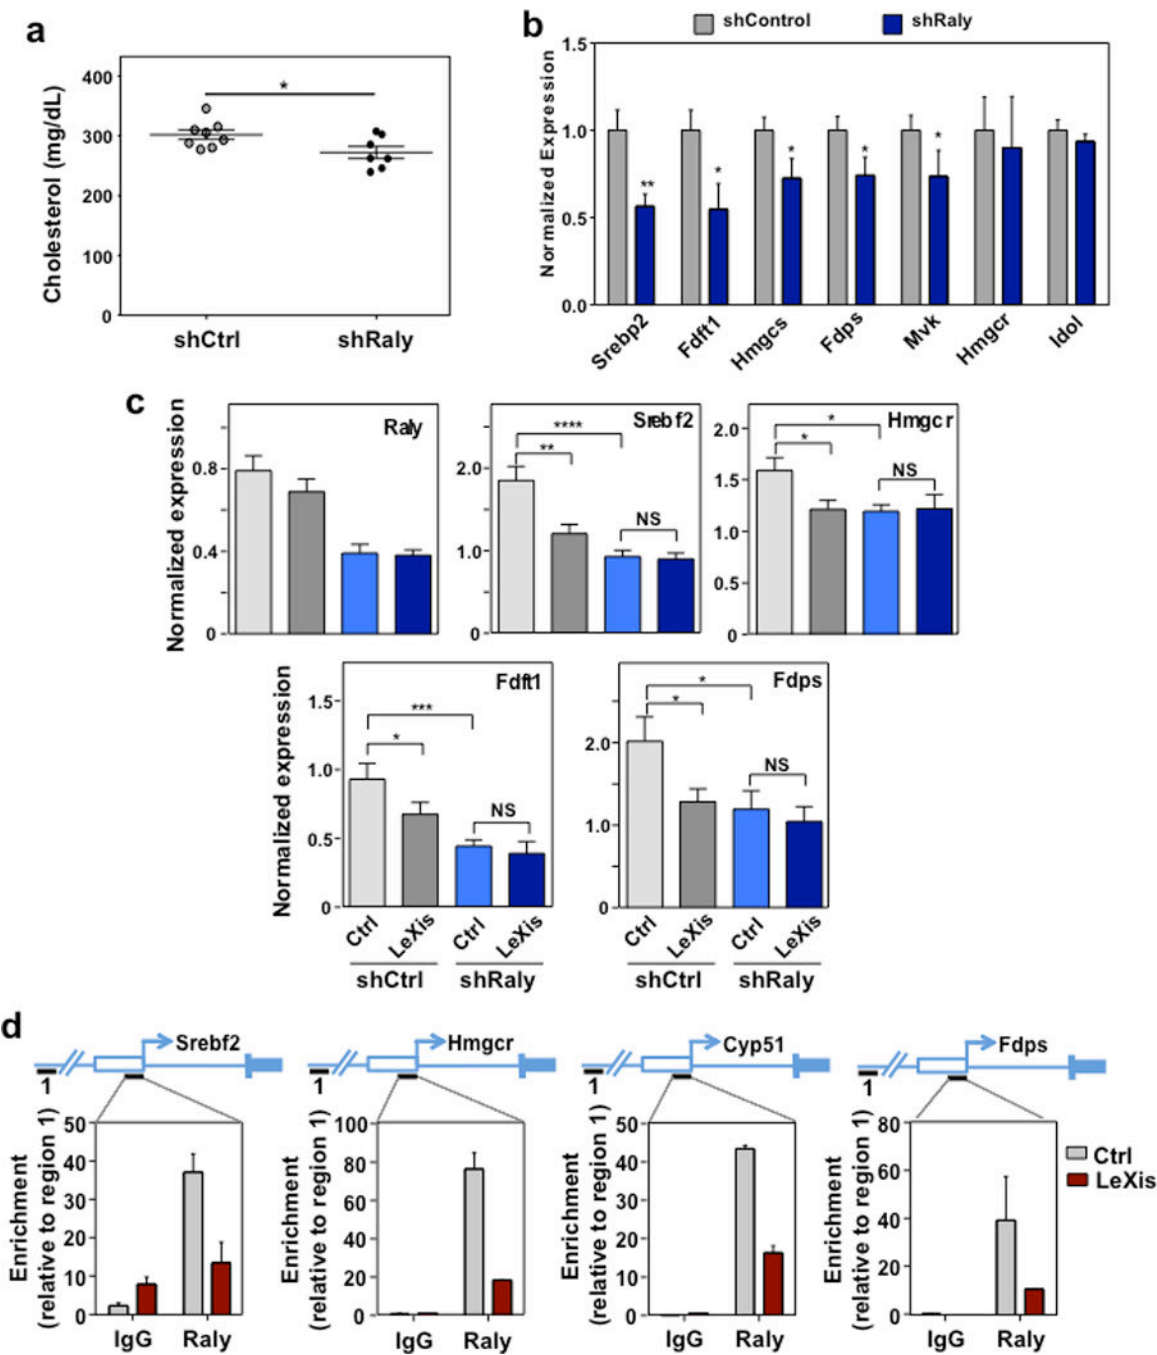 a
Cholesterol (mg/dL)
400
300
200
100
0
*
shCtrl
shRaly
b
shControl
shRaly
Normalized Expression
1.5
1.0
0.5
0.0
**
*
*
*
*
Srebp2
Fdft1
Hmgcs
Fdps
Mvk
Hmgcr
Idol
c
Normalized expression
Raly
0.8
0.4
0
Srebf2
2.0
1.0
0
****
**
NS
Hmgcr
2.0
1.5
1.0
0.5
0
*
*
NS
Normalized expression
Fdft1
1.5
1.0
0.5
0
***
*
NS
Ctrl
LeXis
Ctrl
LeXis
shCtrl
shRaly
Fdps
2.0
1.0
0
*
*
NS
Ctrl
LeXis
Ctrl
LeXis
shCtrl
shRaly
d
Srebf2
1
Enrichment
(relative to region 1)
50
40
30
20
10
0
IgG
Raly
Hmgcr
1
Enrichment
(relative to region 1)
100
80
60
40
20
0
IgG
Raly
Cyp51
1
Enrichment
(relative to region 1)
50
40
30
20
10
0
IgG
Raly
Fdps
1
Enrichment
(relative to region 1)
80
60
40
20
0
IgG
Raly
Ctrl
LeXis